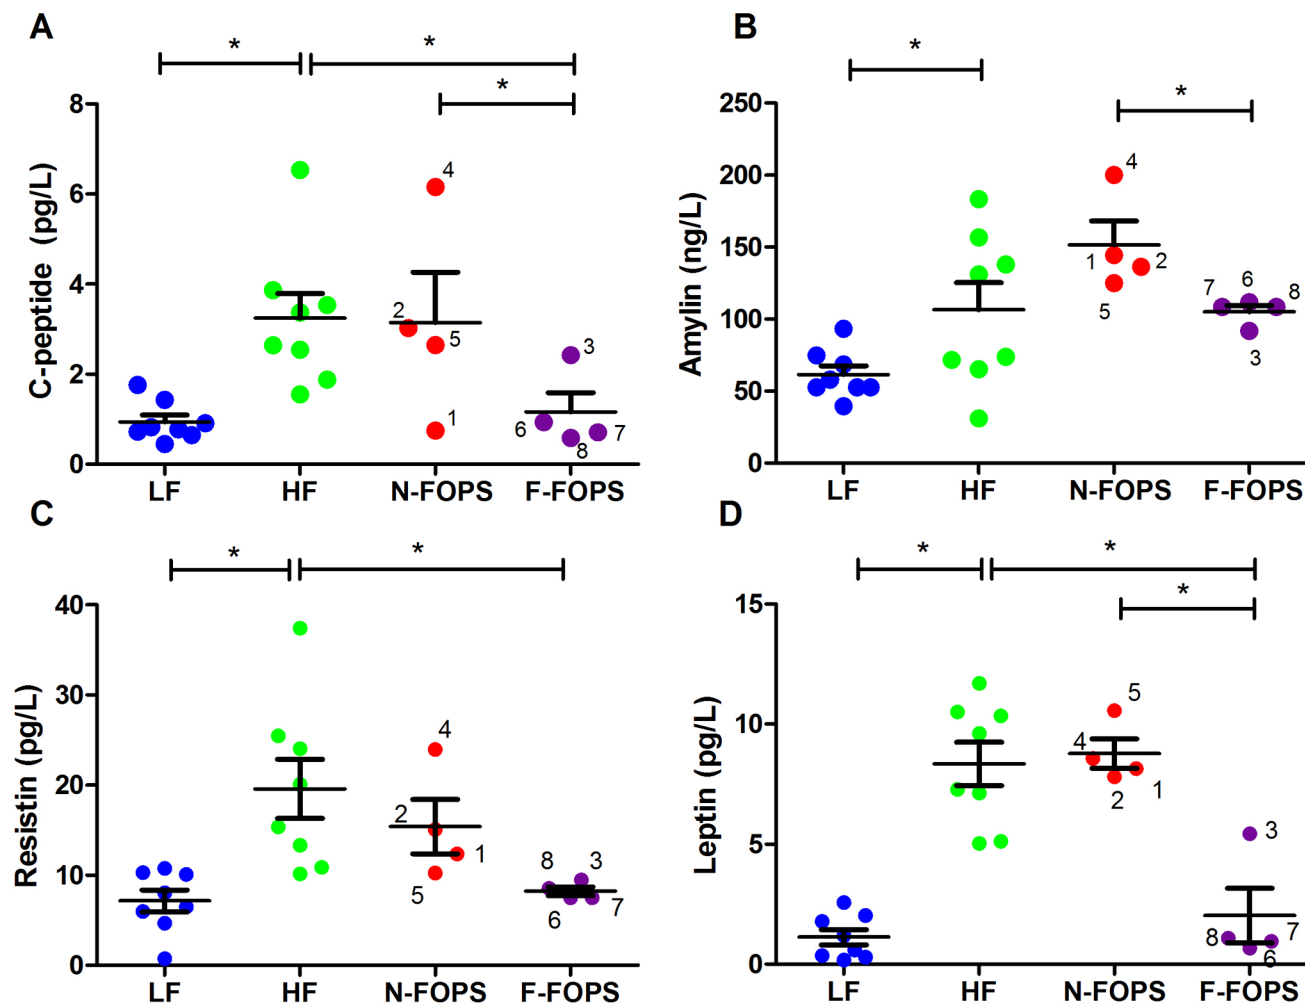 A
*
*
*
8
6
4
2
0
C-peptide (pg/L)
4
2
5
1
3
6
7
8
LF
HF
N-FOPS
F-FOPS
B
*
*
250
200
150
100
50
0
Amylin (ng/L)
4
1
2
5
7
6
8
3
LF
HF
N-FOPS
F-FOPS
C
*
*
40
30
20
10
0
Resistin (pg/L)
4
2
1
5
8
3
6
7
LF
HF
N-FOPS
F-FOPS
D
*
*
*
15
10
5
0
Leptin (pg/L)
5
4
2
1
3
8
7
6
LF
HF
N-FOPS
F-FOPS